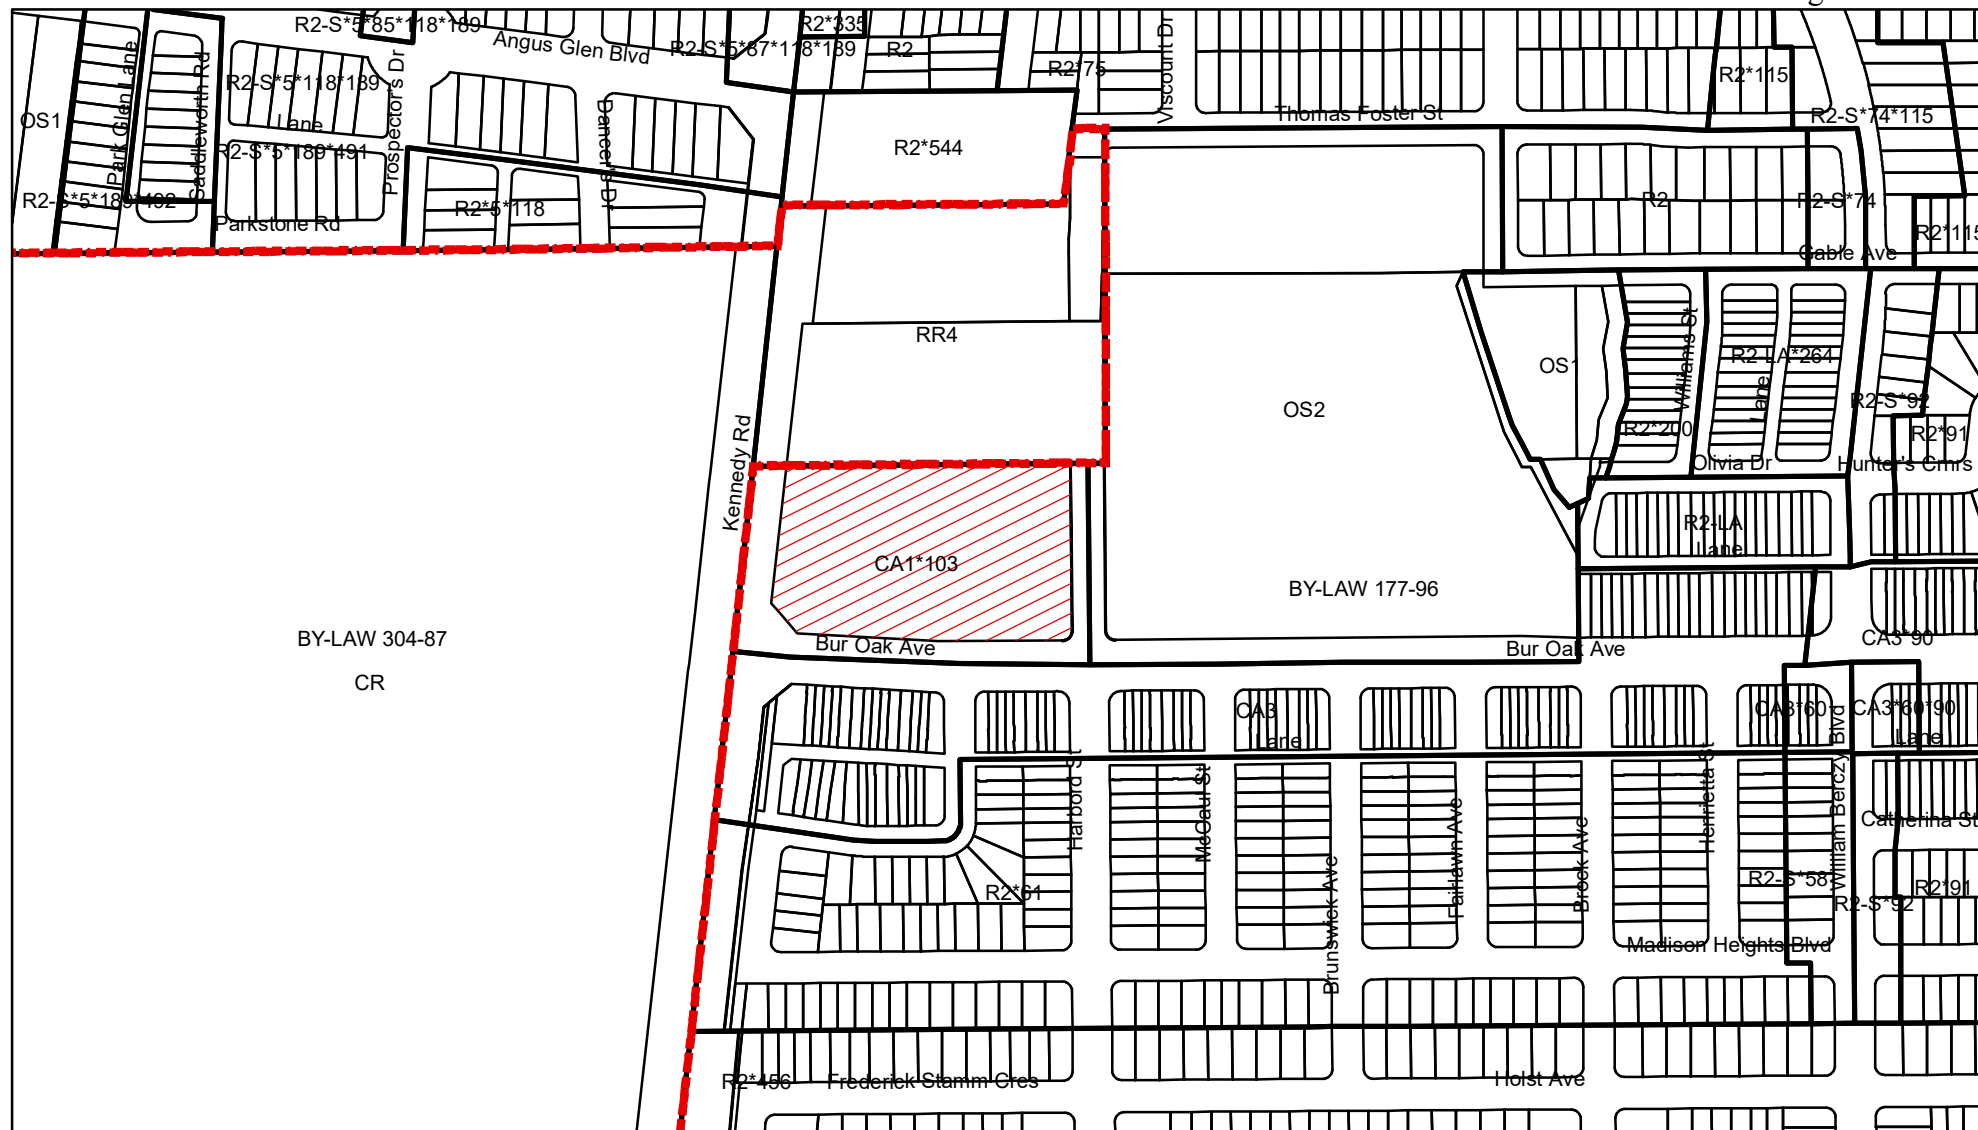 R2-S*5*85*118*189
R2*335
Angus Glen Blvd
R2-S*5*87*118*189
R2
R2*75
Viscount Dr
R2*115
Park Glen Lane
Saddleworth Rd
R2-S*5*118*189
Prospector's Dr
Dancer's Dr
OS1
Lane
Thomas Foster St
R2-S*74*115
R2-S*5*189*491
R2*544
R2-S*5*189*492
R2*5*118
R2
R2-S*74
Parkstone Rd
R2*115
Gable Ave
RR4
Williams St
R2-LA*264
OS1
Lane
OS2
R2-S*92
R2*200
R2*91
Kennedy Rd
Olivia Dr
Hunter's Crnrs
R2-LA
Lane
CA1*103
BY-LAW 177-96
BY-LAW 304-87
CA3*90
Bur Oak Ave
Bur Oak Ave
CR
CA3
CA3*60
CA3*60*90
Lane
Lane
Harbord St
McCaul St
Henrietta St
William Berczy Blvd
Catherina St
Brunswick Ave
Fairlawn Ave
Brock Ave
R2*61
R2-S*58
R2*91
R2-S*92
Madison Heights Blvd
R2*456
Frederick Stamm Cres
Holst Ave